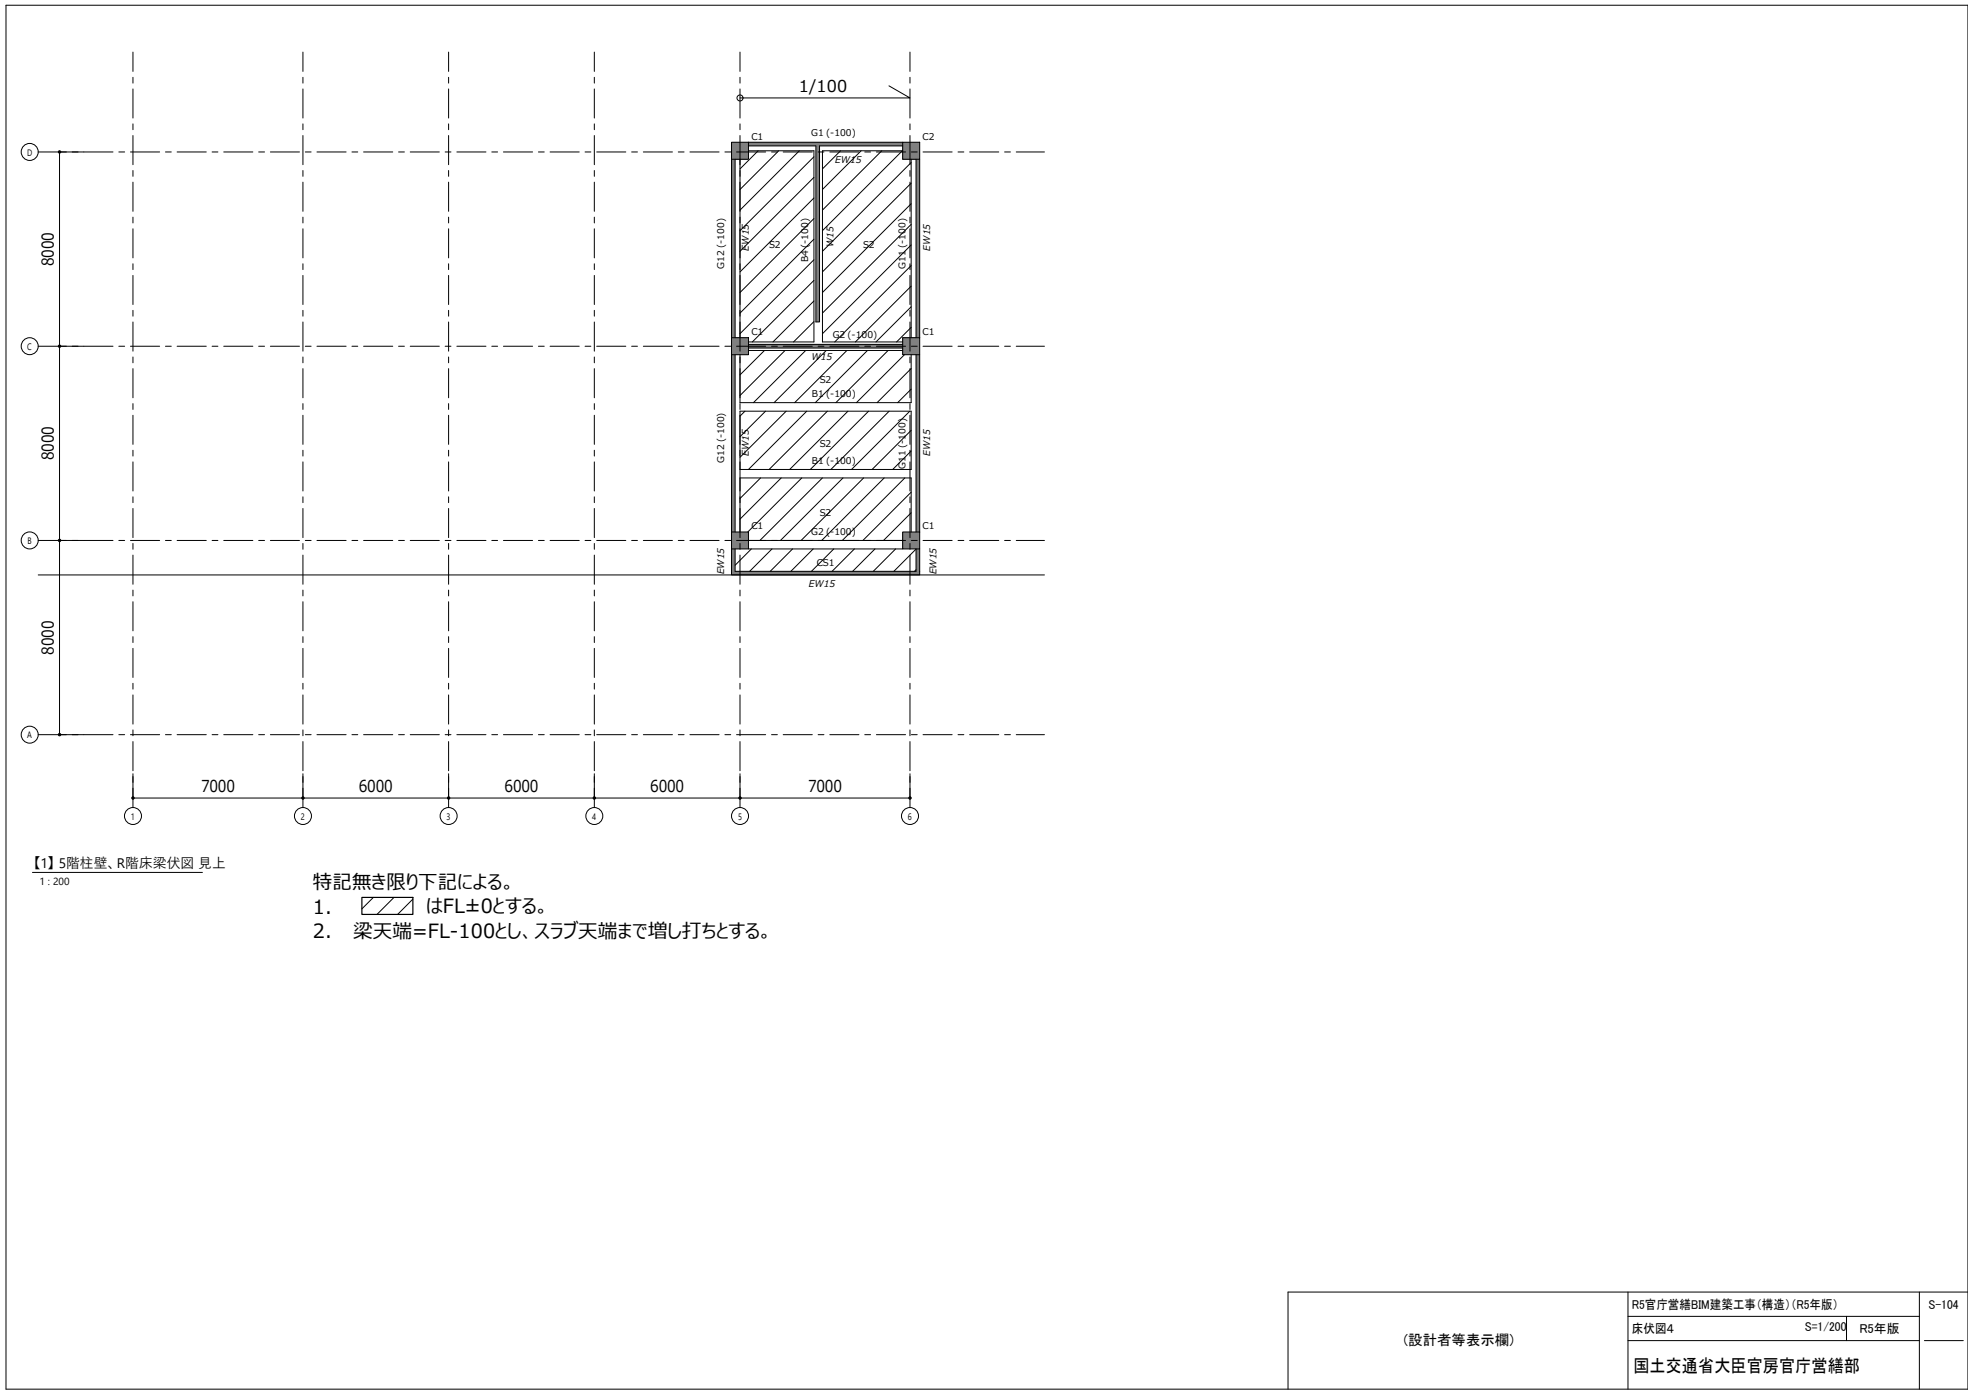 1/100
C1
G1 (-100)
C2
D
EW15
G12 (-100)
EW15
S2
B4 (-100)
W15
S2
G11 (-100)
EW15
8000
C1
G2 (-100)
C1
C
W15
S2
B1 (-100)
G12 (-100)
EW15
S2
G11 (-100)
EW15
8000
B1 (-100)
S2
C1
G2 (-100)
C1
B
EW15
CS1
EW15
EW15
8000
A
7000
6000
6000
6000
7000
1
2
3
4
5
6
【1】 5階柱壁、R階床梁伏図 見上
1 : 200
特記無き限り下記による。
1. はFL±0とする。
2. 梁天端=FL-100とし、スラブ天端まで増し打ちとする。
(設計者等表示欄)
R5官庁営繕BIM建築工事(構造)(R5年版)
S-104
床伏図4 S=1/200 R5年版
国土交通省大臣官房官庁営繕部